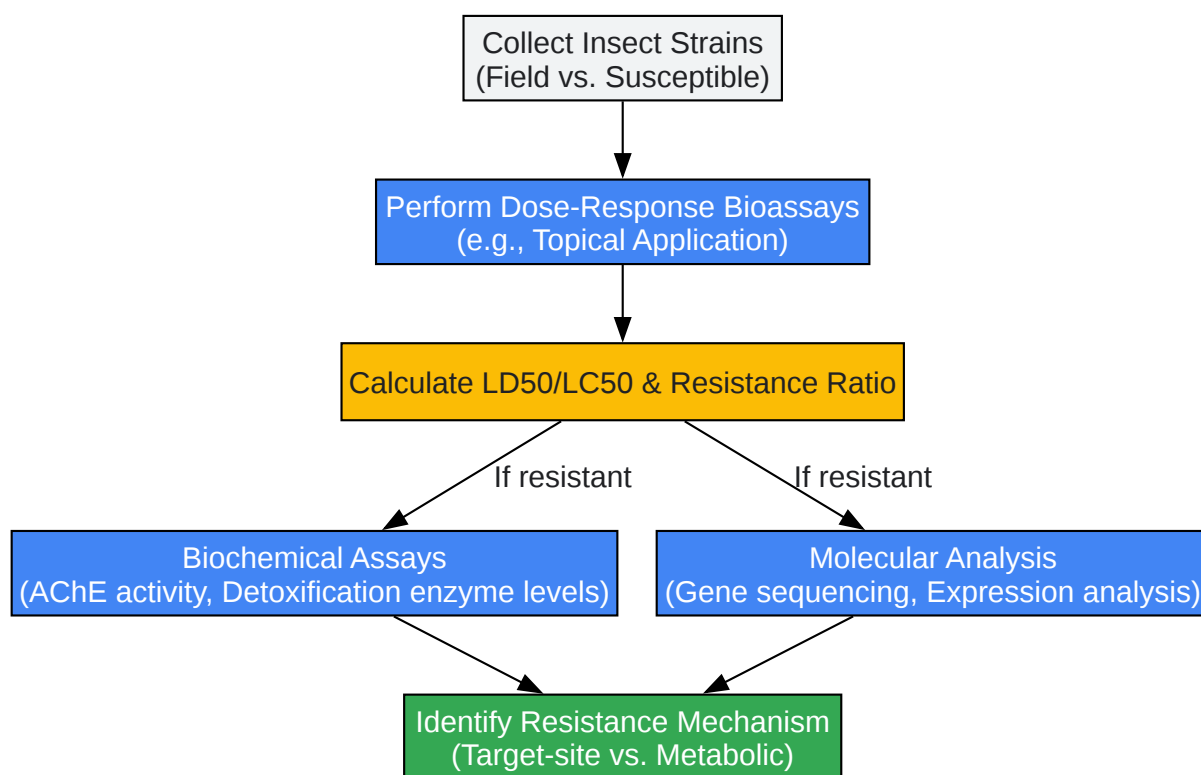 Collect Insect Strains
(Field vs. Susceptible)
Perform Dose-Response Bioassays
(e.g., Topical Application)
Calculate LD50/LC50 & Resistance Ratio
If resistant
If resistant
Biochemical Assays
(AChE activity, Detoxification enzyme levels)
Molecular Analysis
(Gene sequencing, Expression analysis)
Identify Resistance Mechanism
(Target-site vs. Metabolic)